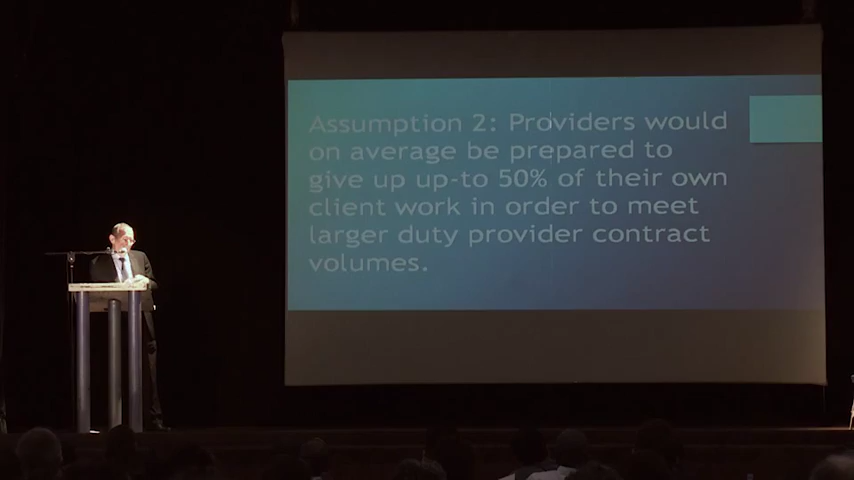 Assumption 2: Providers would
on average be prepared to
give up up-to 50% of their own
client work in order to meet
larger duty provider contract
volumes.